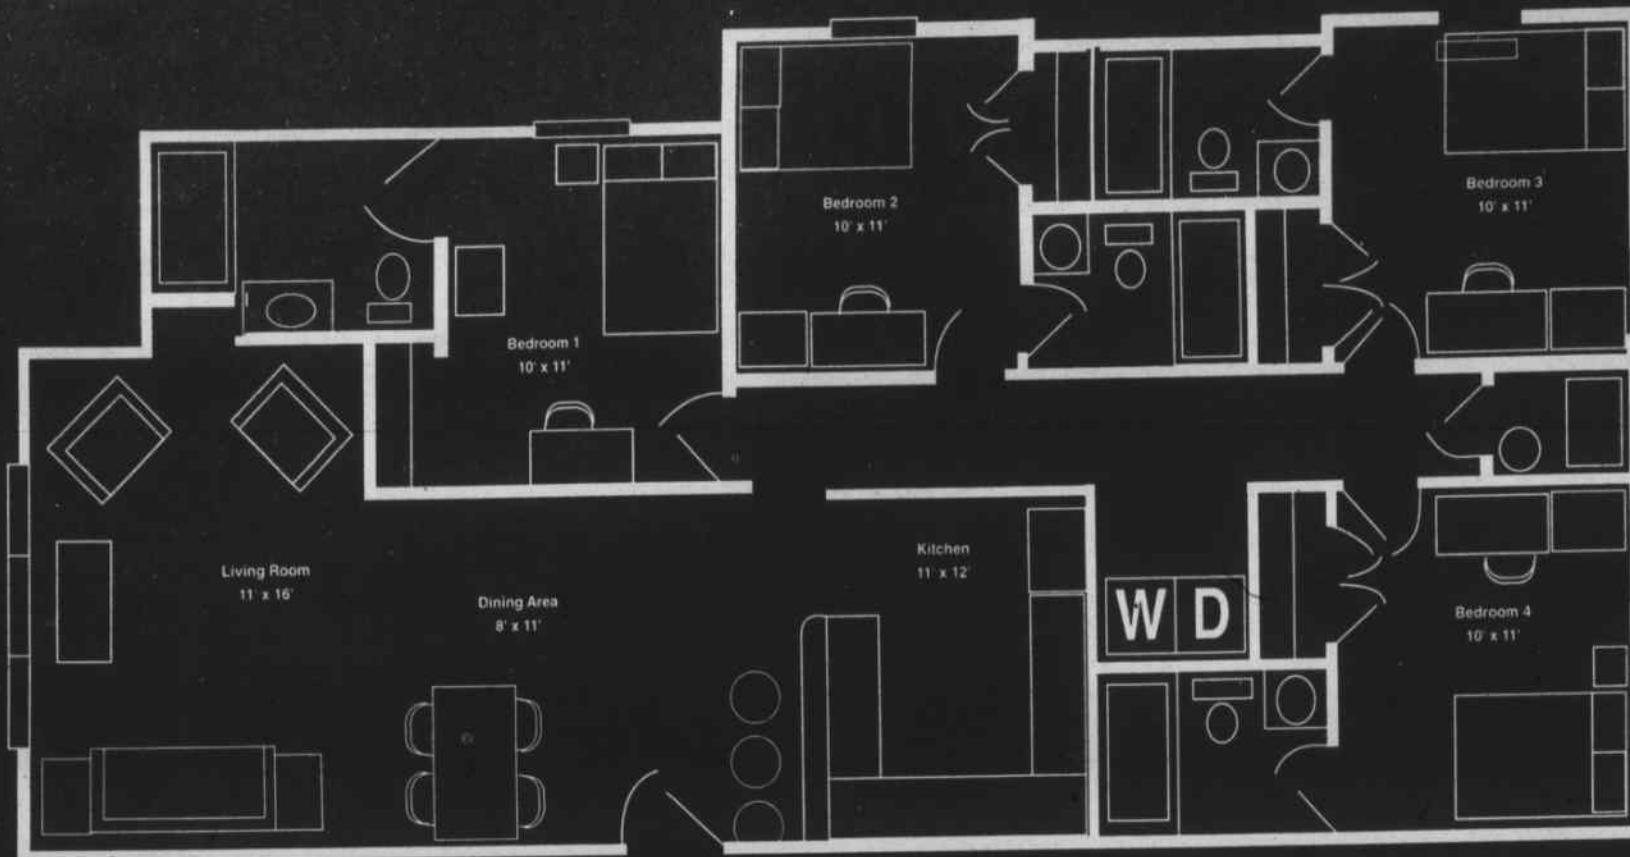 Bedroom 2
10' x 11'
Bedroom 3
10' x 11'
Bedroom 1
10' x 11'
Living Room
11' x 16'
Dining Area
8' x 11'
Kitchen
11' x 12'
W D
Bedroom 4
10' x 11'